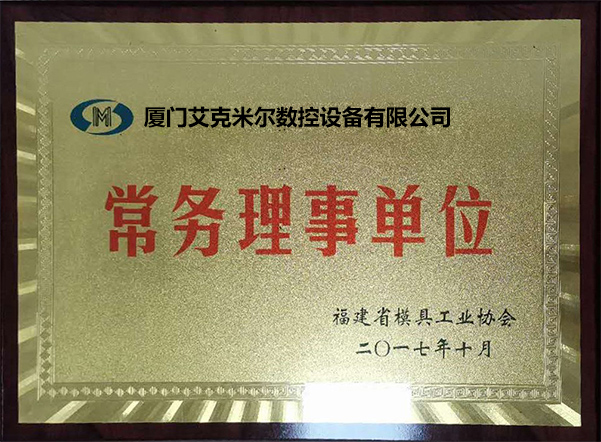 M
厦门艾克米尔数控设备有限公司
常务理事单位
福建省模具工业协会
二〇一七年十月